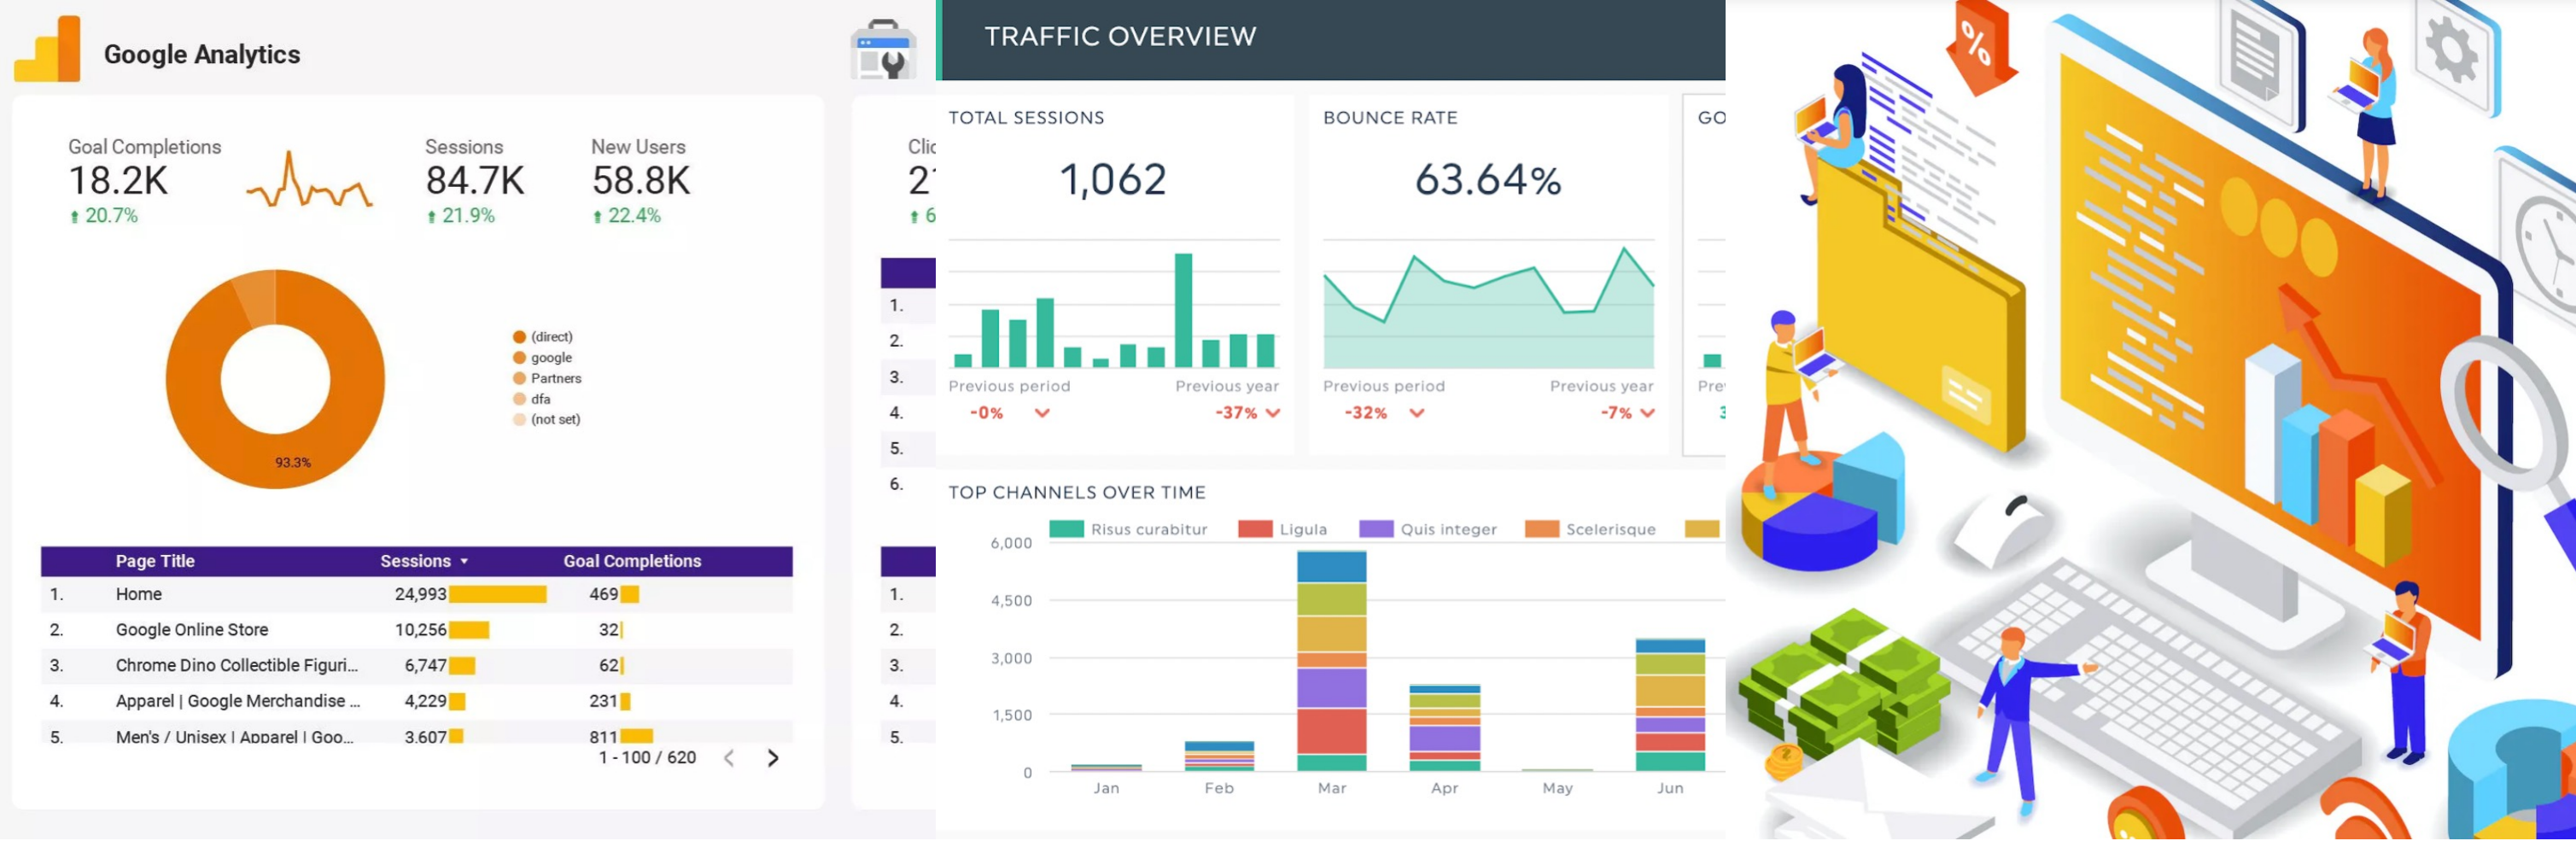 Google Analytics
Goal Completions
18.2K
20.7%
Sessions
84.7K
21.9%
New Users
58.8K
22.4%
93.3%
(direct)
google
Partners
dfa
(not set)
Page Title Sessions Goal Completions
1. Home 24,993 469
2. Google Online Store 10,256 32
3. Chrome Dino Collectible Figuri... 6,747 62
4. Apparel | Google Merchandise ... 4,229 231
5. Men's / Unisex | Apparel | Goo... 3,607 811
1 - 100 / 620
Clic
2
6
1.
2.
3.
4.
5.
6.
1.
2.
3.
4.
5.
TRAFFIC OVERVIEW
TOTAL SESSIONS
1,062
Previous period Previous year
-0% -37%
BOUNCE RATE
63.64%
Previous period Previous year
-32% -7%
GO
Pre
TOP CHANNELS OVER TIME
Risus curabitur Ligula Quis integer Scelerisque
6,000
4,500
3,000
1,500
0
Jan Feb Mar Apr May Jun
%